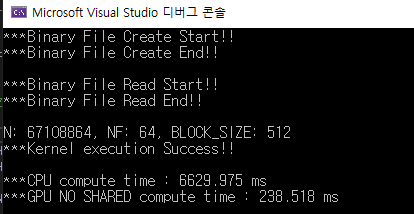 Microsoft Visual Studio 디버그 콘솔
***Binary File Create Start!!
***Binary File Create End!!
***Binary File Read Start!!
***Binary File Read End!!
N: 67108864, NF: 64, BLOCK_SIZE: 512
***Kernel execution Success!!
***CPU compute time : 6629.975 ms
***GPU NO SHARED compute time : 238.518 ms